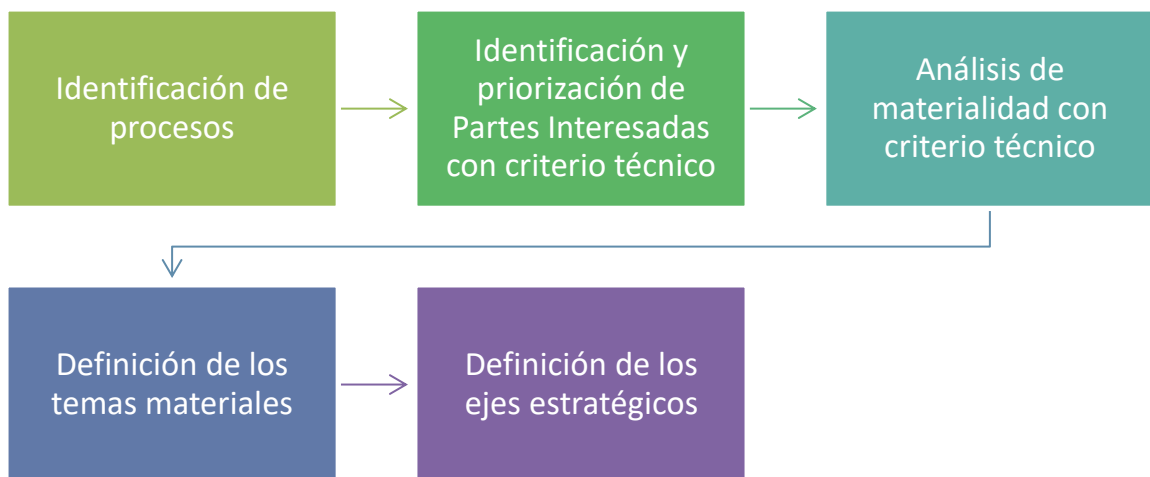 Identificación de
procesos
Identificación y
priorización de
Partes Interesadas
con criterio técnico
Análisis de
materialidad con
criterio técnico
Definición de los
temas materiales
Definición de los
ejes estratégicos